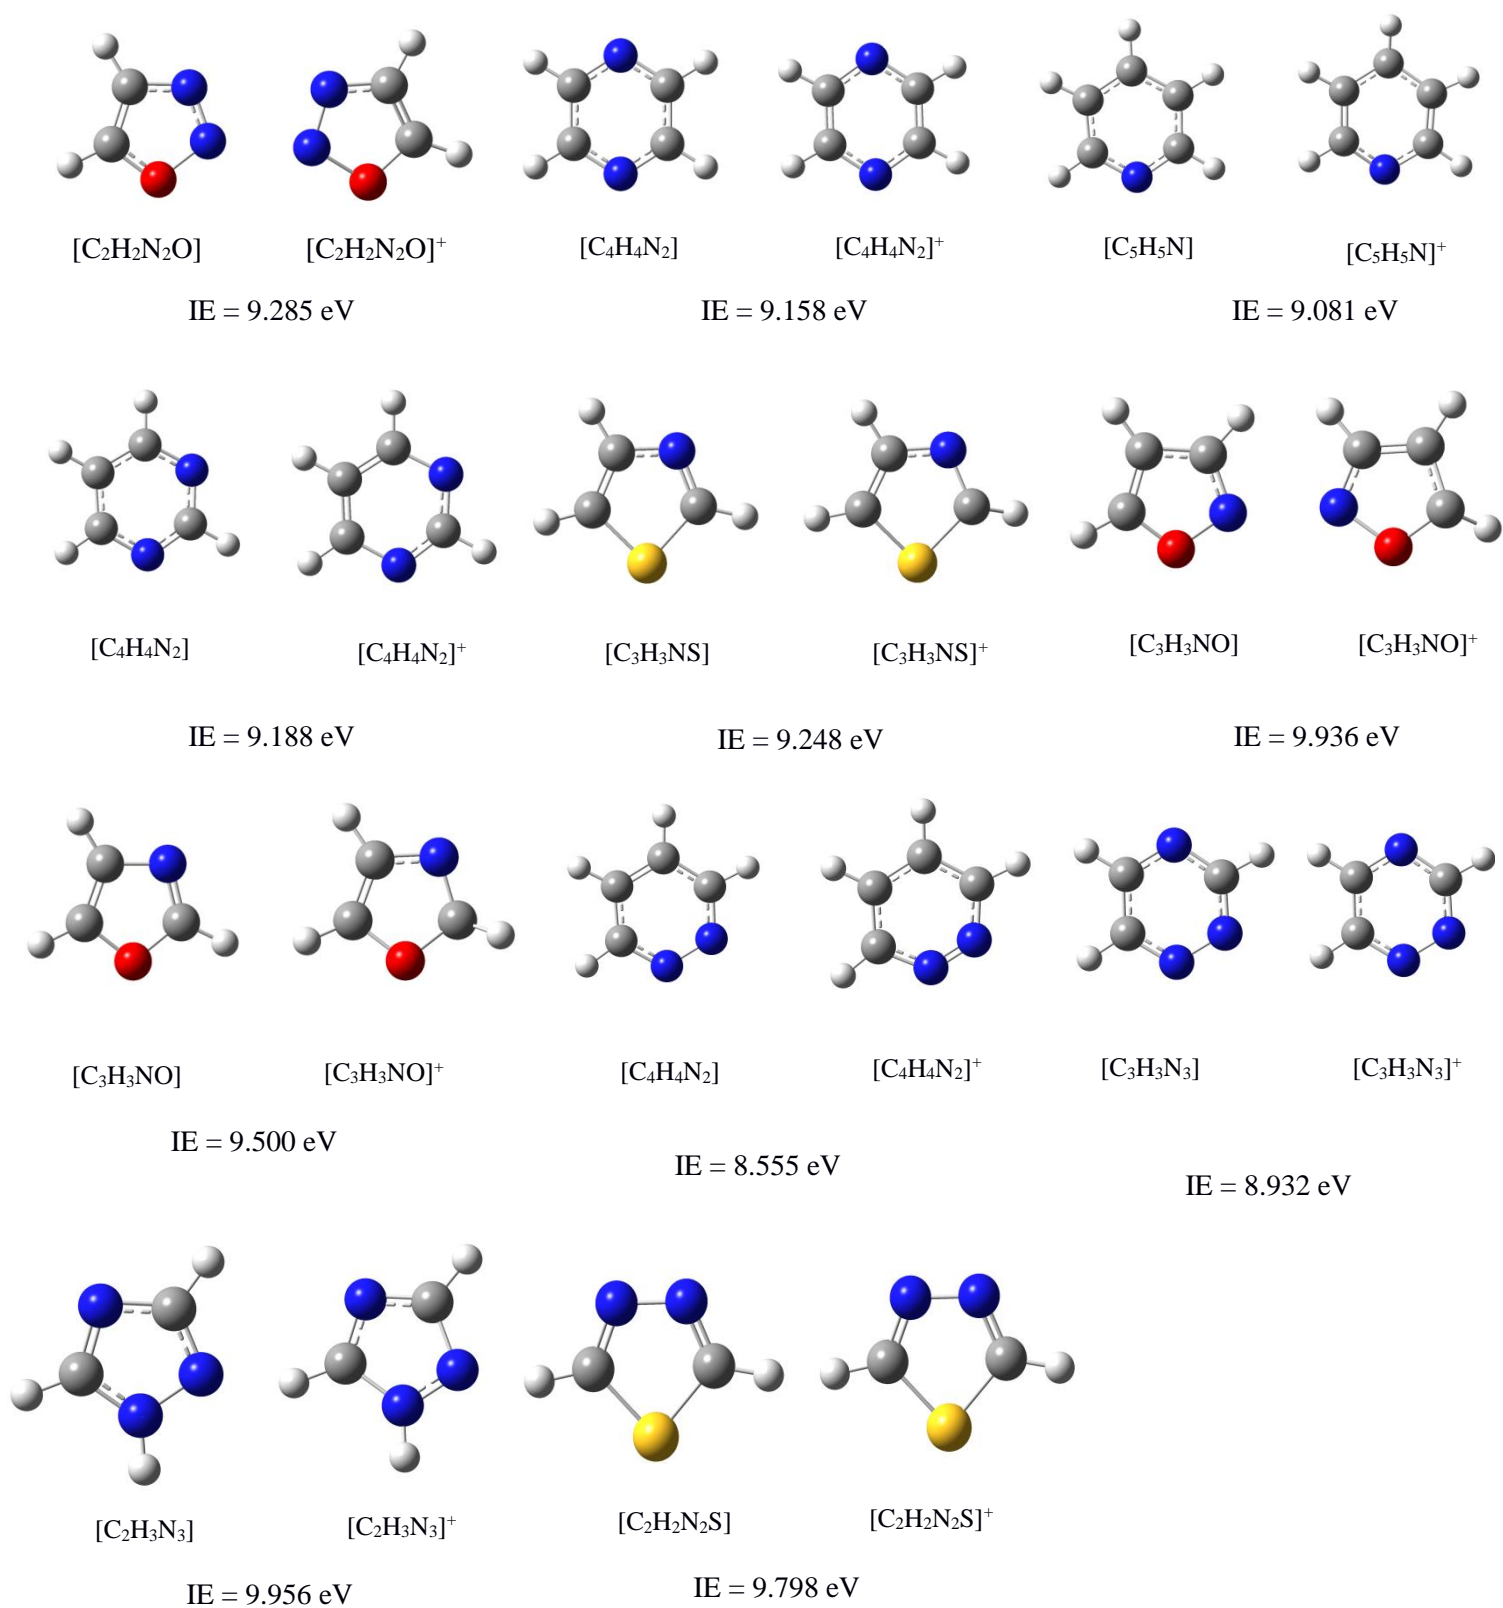 [C₂H₂N₂O] [C₂H₂N₂O]⁺ [C₄H₄N₂] [C₄H₄N₂]⁺ [C₅H₅N] [C₅H₅N]⁺
IE = 9.285 eV IE = 9.158 eV IE = 9.081 eV
[C₄H₄N₂] [C₄H₄N₂]⁺ [C₃H₃NS] [C₃H₃NS]⁺ [C₃H₃NO] [C₃H₃NO]⁺
IE = 9.188 eV IE = 9.248 eV IE = 9.936 eV
[C₃H₃NO] [C₃H₃NO]⁺ [C₄H₄N₂] [C₄H₄N₂]⁺ [C₃H₃N₃] [C₃H₃N₃]⁺
IE = 9.500 eV IE = 8.555 eV IE = 8.932 eV
[C₂H₃N₃] [C₂H₃N₃]⁺ [C₂H₂N₂S] [C₂H₂N₂S]⁺
IE = 9.956 eV IE = 9.798 eV